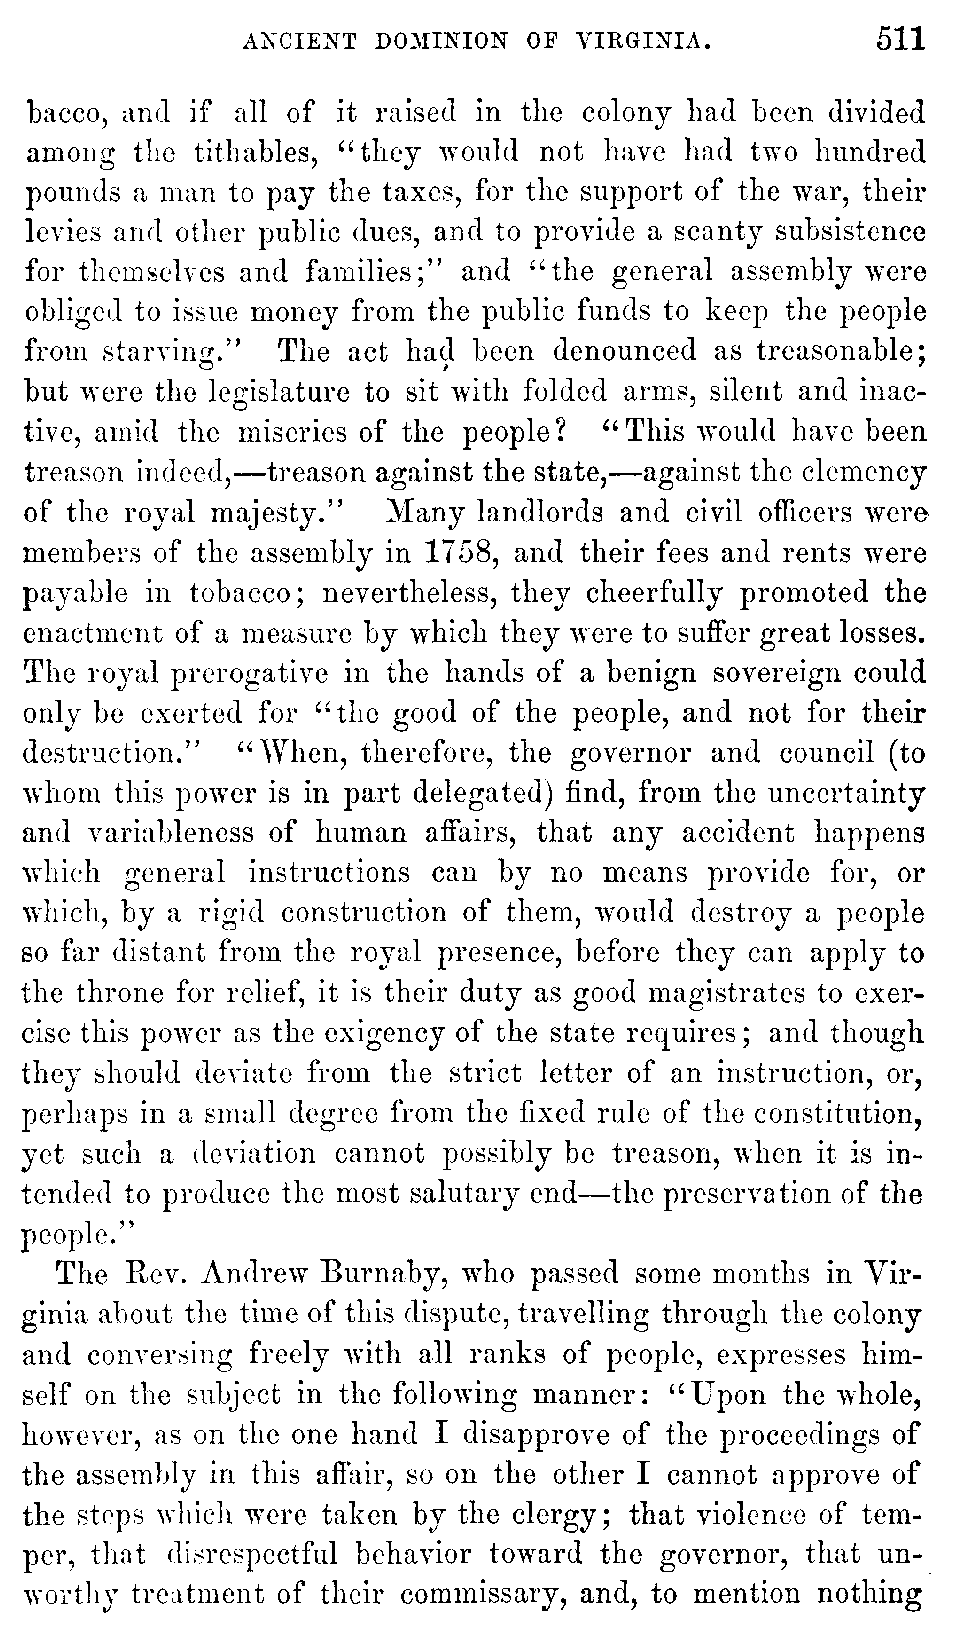 ANCIENT DOMINION OF VIRGINIA. 511
bacco, and if all of it raised in the colony had been divided
among the tithables, “they would not have had two hundred
pounds a man to pay the taxes, for the support of the war, their
levies and other public dues, and to provide a scanty subsistence
for themselves and families;” and “the general assembly were
obliged to issue money from the public funds to keep the people
from starving.” The act had been denounced as treasonable;
but were the legislature to sit with folded arms, silent and inac-
tive, amid the miseries of the people? “This would have been
treason indeed,—treason against the state,—against the clemency
of the royal majesty.” Many landlords and civil officers were
members of the assembly in 1758, and their fees and rents were
payable in tobacco; nevertheless, they cheerfully promoted the
enactment of a measure by which they were to suffer great losses.
The royal prerogative in the hands of a benign sovereign could
only be exerted for “the good of the people, and not for their
destruction.” “When, therefore, the governor and council (to
whom this power is in part delegated) find, from the uncertainty
and variableness of human affairs, that any accident happens
which general instructions can by no means provide for, or
which, by a rigid construction of them, would destroy a people
so far distant from the royal presence, before they can apply to
the throne for relief, it is their duty as good magistrates to exer-
cise this power as the exigency of the state requires; and though
they should deviate from the strict letter of an instruction, or,
perhaps in a small degree from the fixed rule of the constitution,
yet such a deviation cannot possibly be treason, when it is in-
tended to produce the most salutary end—the preservation of the
people.”
The Rev. Andrew Burnaby, who passed some months in Vir-
ginia about the time of this dispute, travelling through the colony
and conversing freely with all ranks of people, expresses him-
self on the subject in the following manner: “Upon the whole,
however, as on the one hand I disapprove of the proceedings of
the assembly in this affair, so on the other I cannot approve of
the steps which were taken by the clergy; that violence of tem-
per, that disrespectful behavior toward the governor, that un-
worthy treatment of their commissary, and, to mention nothing